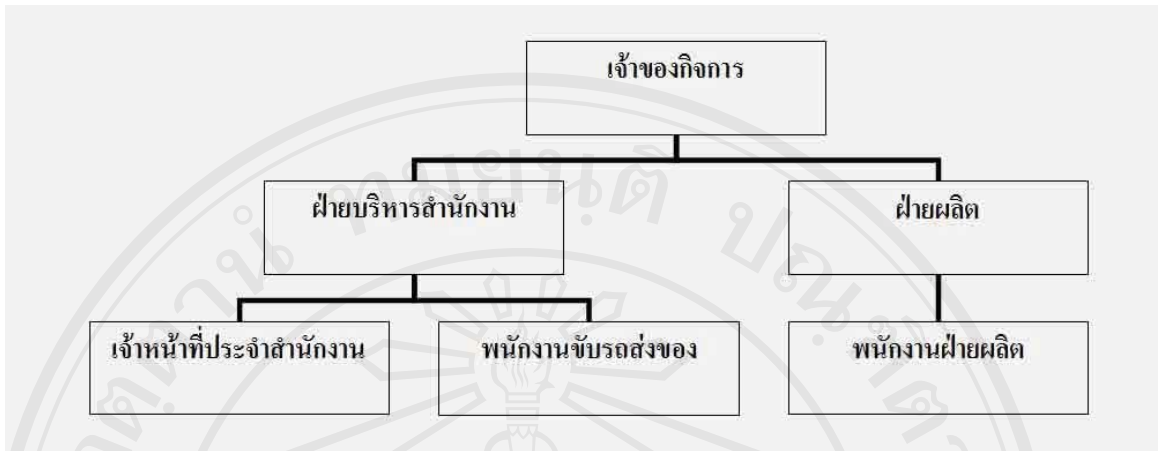 เจ้าของกิจการ
ฝ่ายบริหารสำนักงาน
ฝ่ายผลิต
เจ้าหน้าที่ประจำสำนักงาน
พนักงานขับรถส่งของ
พนักงานฝ่ายผลิต